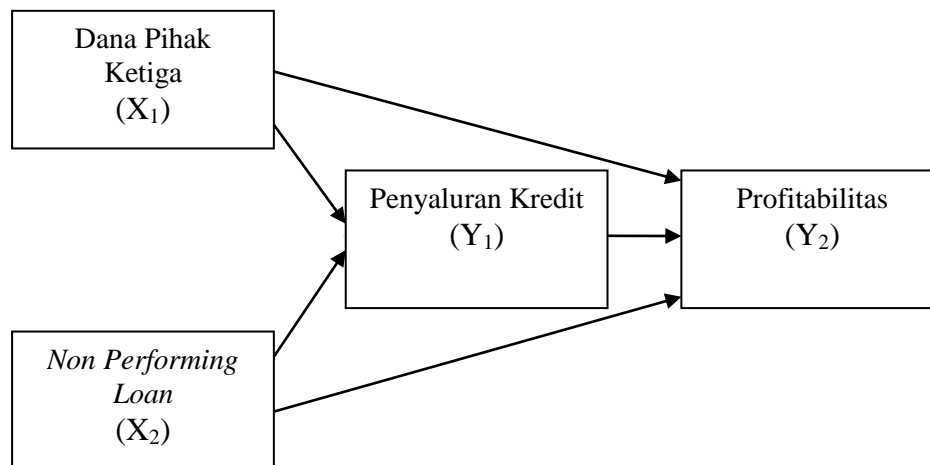 Dana Pihak
Ketiga
(X₁)
Penyaluran Kredit
(Y₁)
Profitabilitas
(Y₂)
Non Performing
Loan
(X₂)